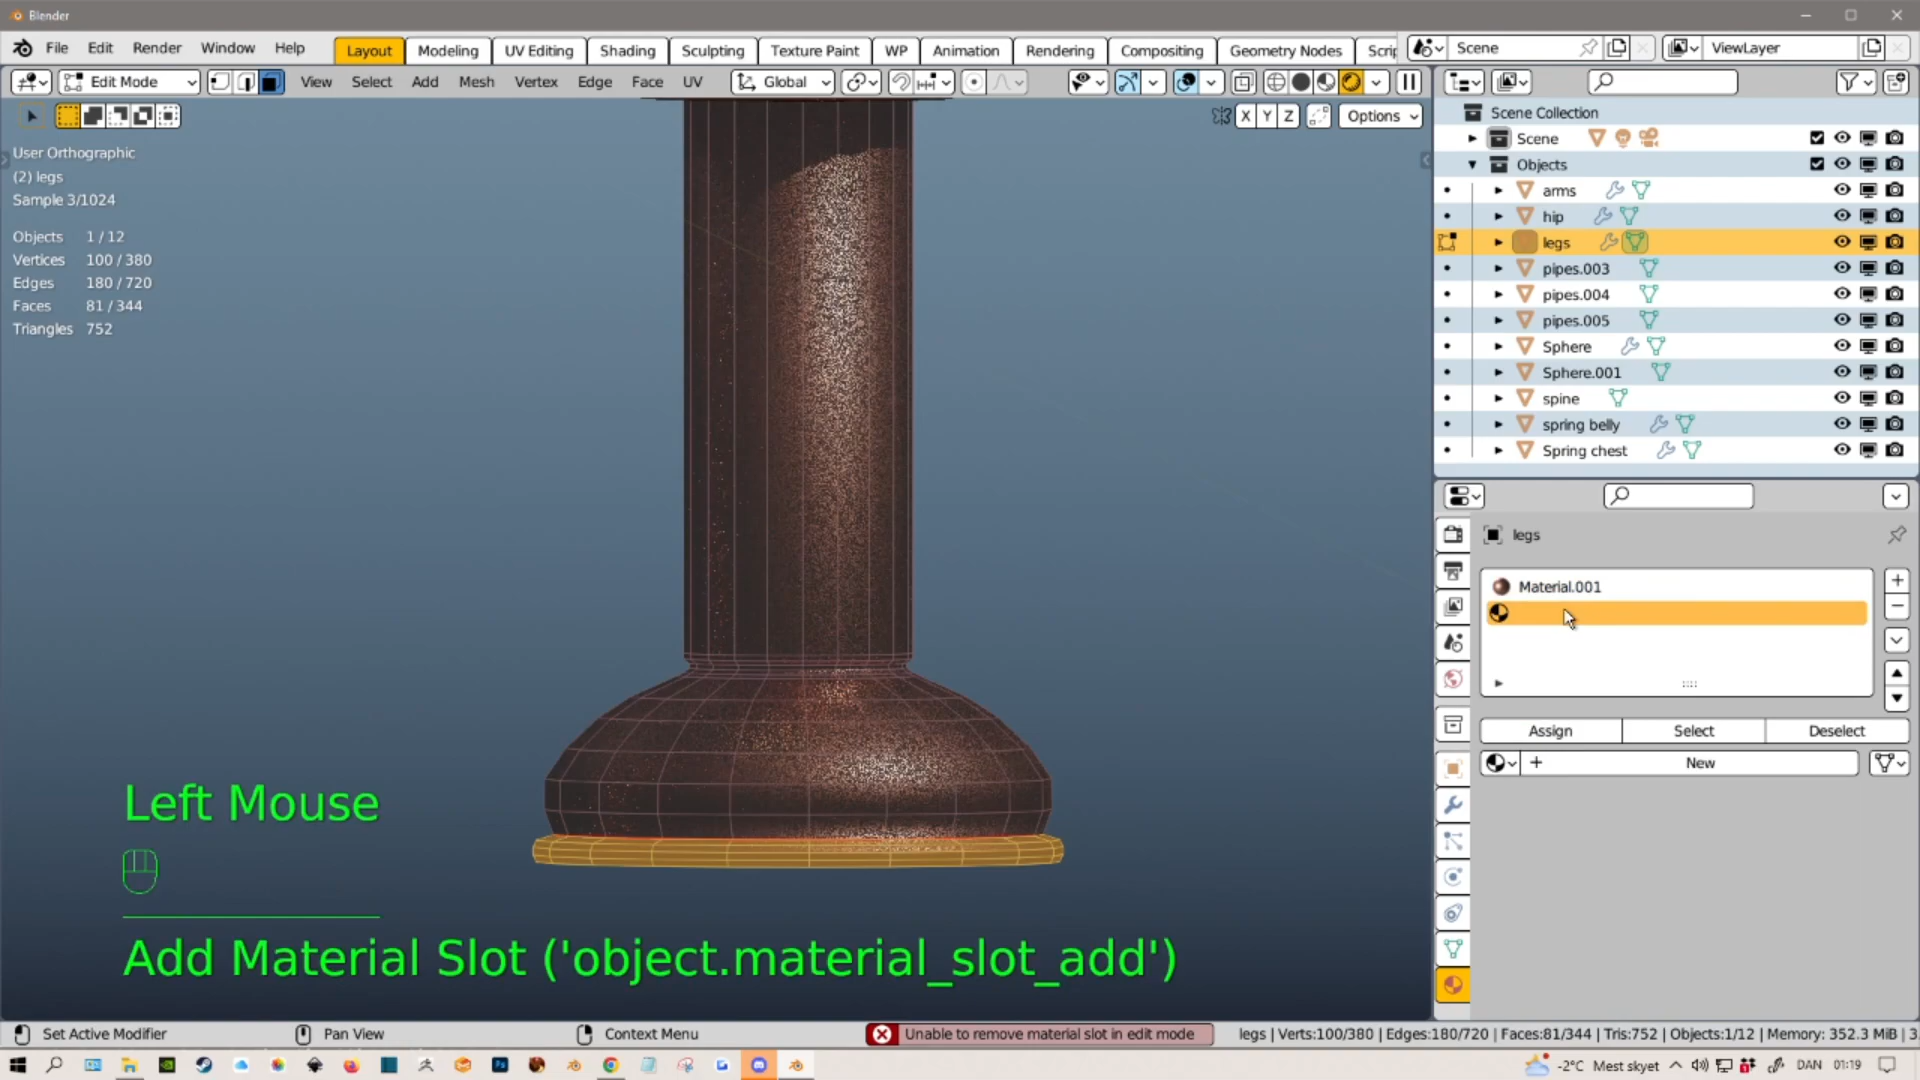 Blender
File Edit Render Window Help Layout Modeling UV Editing Shading Sculpting Texture Paint WP Animation Rendering Compositing Geometry Nodes Scrip Scene ViewLayer
Edit Mode View Select Add Mesh Vertex Edge Face UV Global
X Y Z Options
User Orthographic
(2) legs
Sample 3/1024
Objects 1 / 12
Vertices 100 / 380
Edges 180 / 720
Faces 81 / 344
Triangles 752
Scene Collection
Scene
Objects
arms
hip
legs
pipes.003
pipes.004
pipes.005
Sphere
Sphere.001
spine
spring belly
Spring chest
legs
Material.001
Assign Select Deselect
New
Left Mouse
Add Material Slot ('object.material_slot_add')
Set Active Modifier Pan View Context Menu Unable to remove material slot in edit mode legs | Verts:100/380 | Edges:180/720 | Faces:81/344 | Tris:752 | Objects:1/12 | Memory: 352.3 MiB | 3
-2°C Mest skyet DAN 01:19